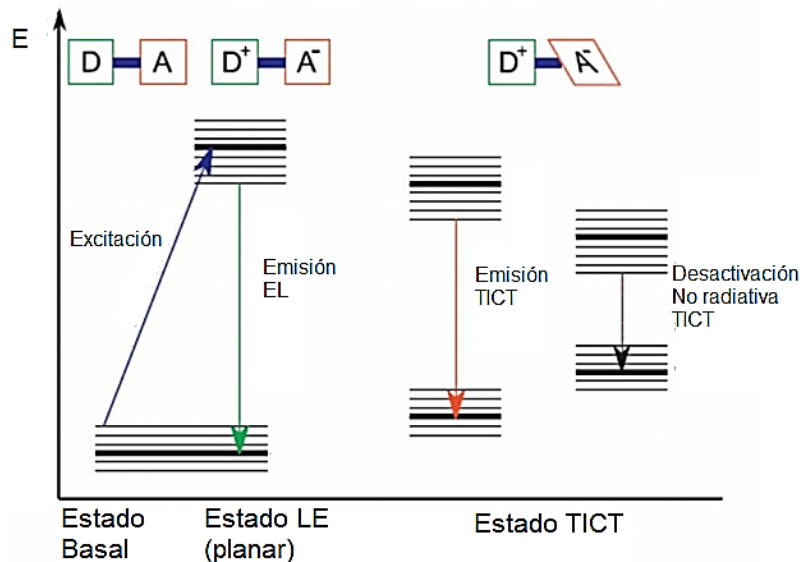 E
D A
D+ A-
D+ A-
Excitación
Emisión
EL
Emisión
TICT
Desactivación
No radiativa
TICT
Estado
Basal
Estado LE
(planar)
Estado TICT